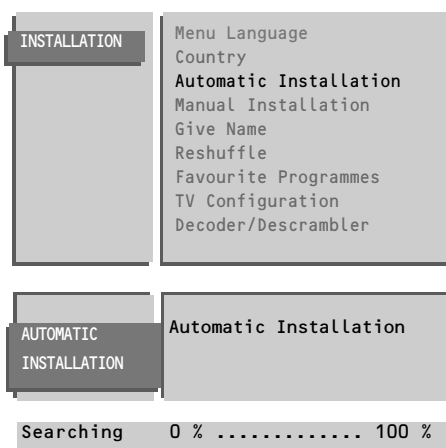 INSTALLATION
Menu Language
Country
Automatic Installation
Manual Installation
Give Name
Reshuffle
Favourite Programmes
TV Configuration
Decoder/Descrambler
AUTOMATIC
INSTALLATION
Automatic Installation
Searching 0 % ............. 100 %